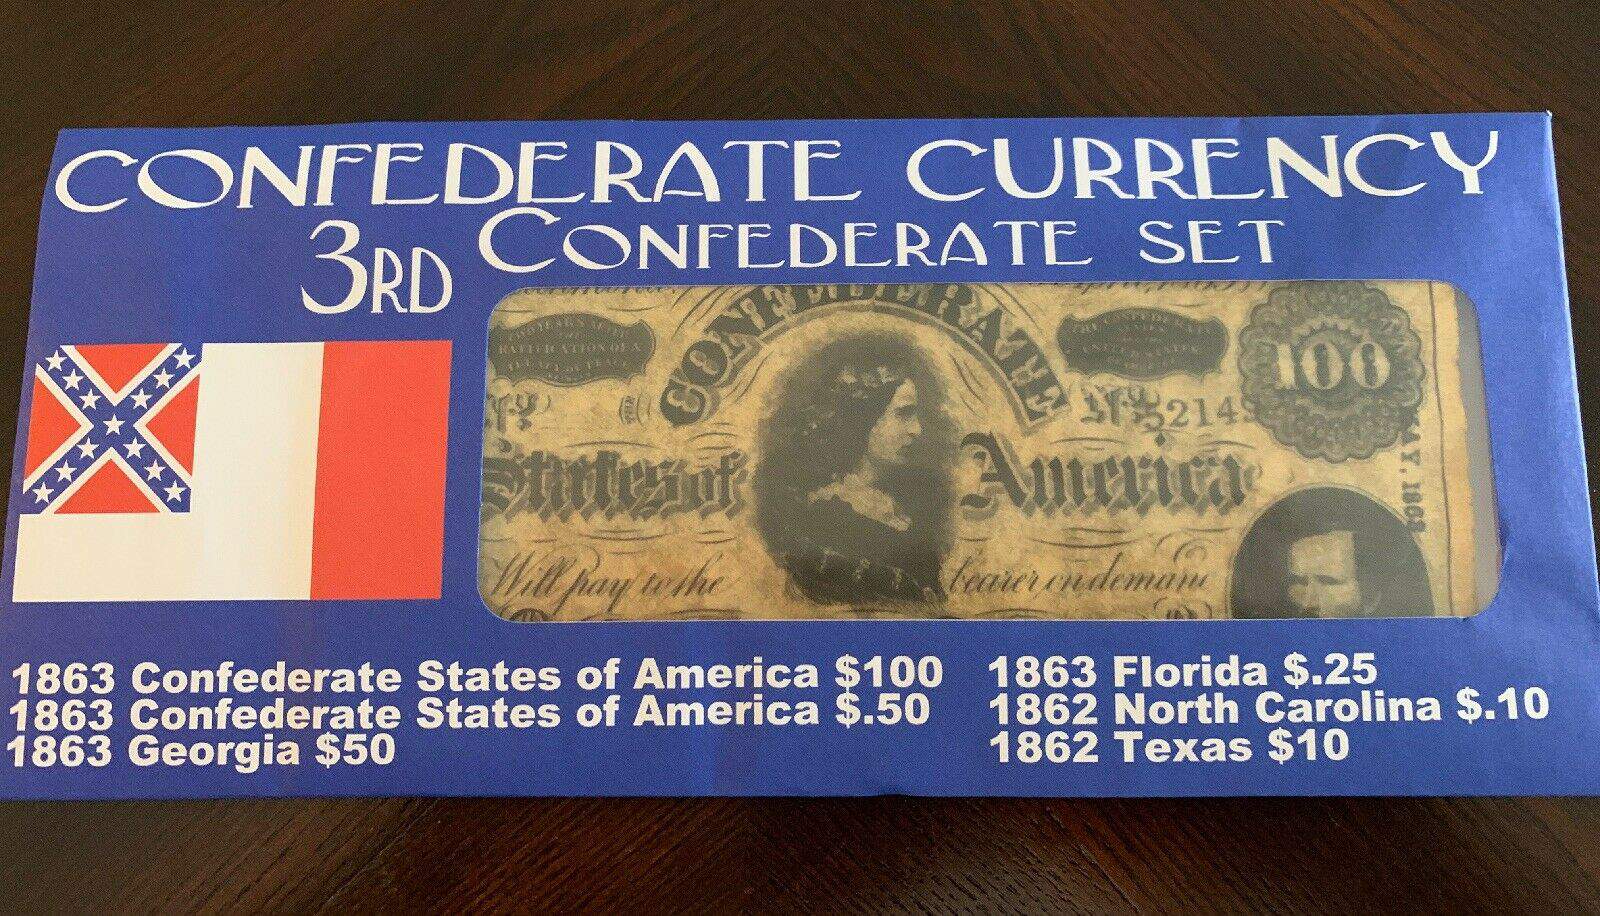 CONFEDERATE CURRENCY
3RD CONFEDERATE SET
CONFEDERATE
100
52149
States of America
Will pay to the bearer on demand
1863 Confederate States of America $100
1863 Confederate States of America $.50
1863 Georgia $50
1863 Florida $.25
1862 North Carolina $.10
1862 Texas $10